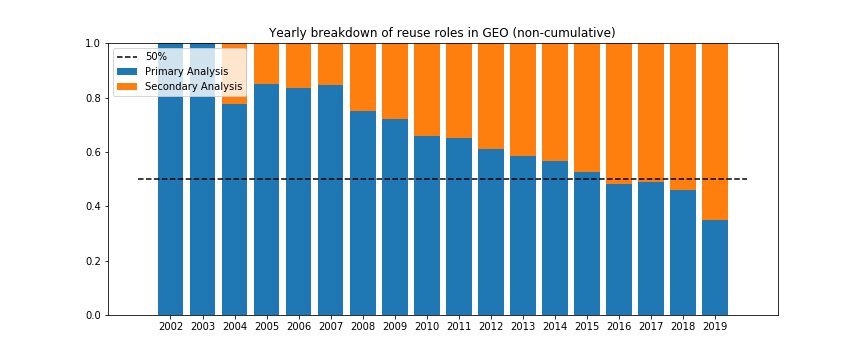 Yearly breakdown of reuse roles in GEO (non-cumulative)
50%
Primary Analysis
Secondary Analysis
1.0
0.8
0.6
0.4
0.2
0.0
2002 2003 2004 2005 2006 2007 2008 2009 2010 2011 2012 2013 2014 2015 2016 2017 2018 2019